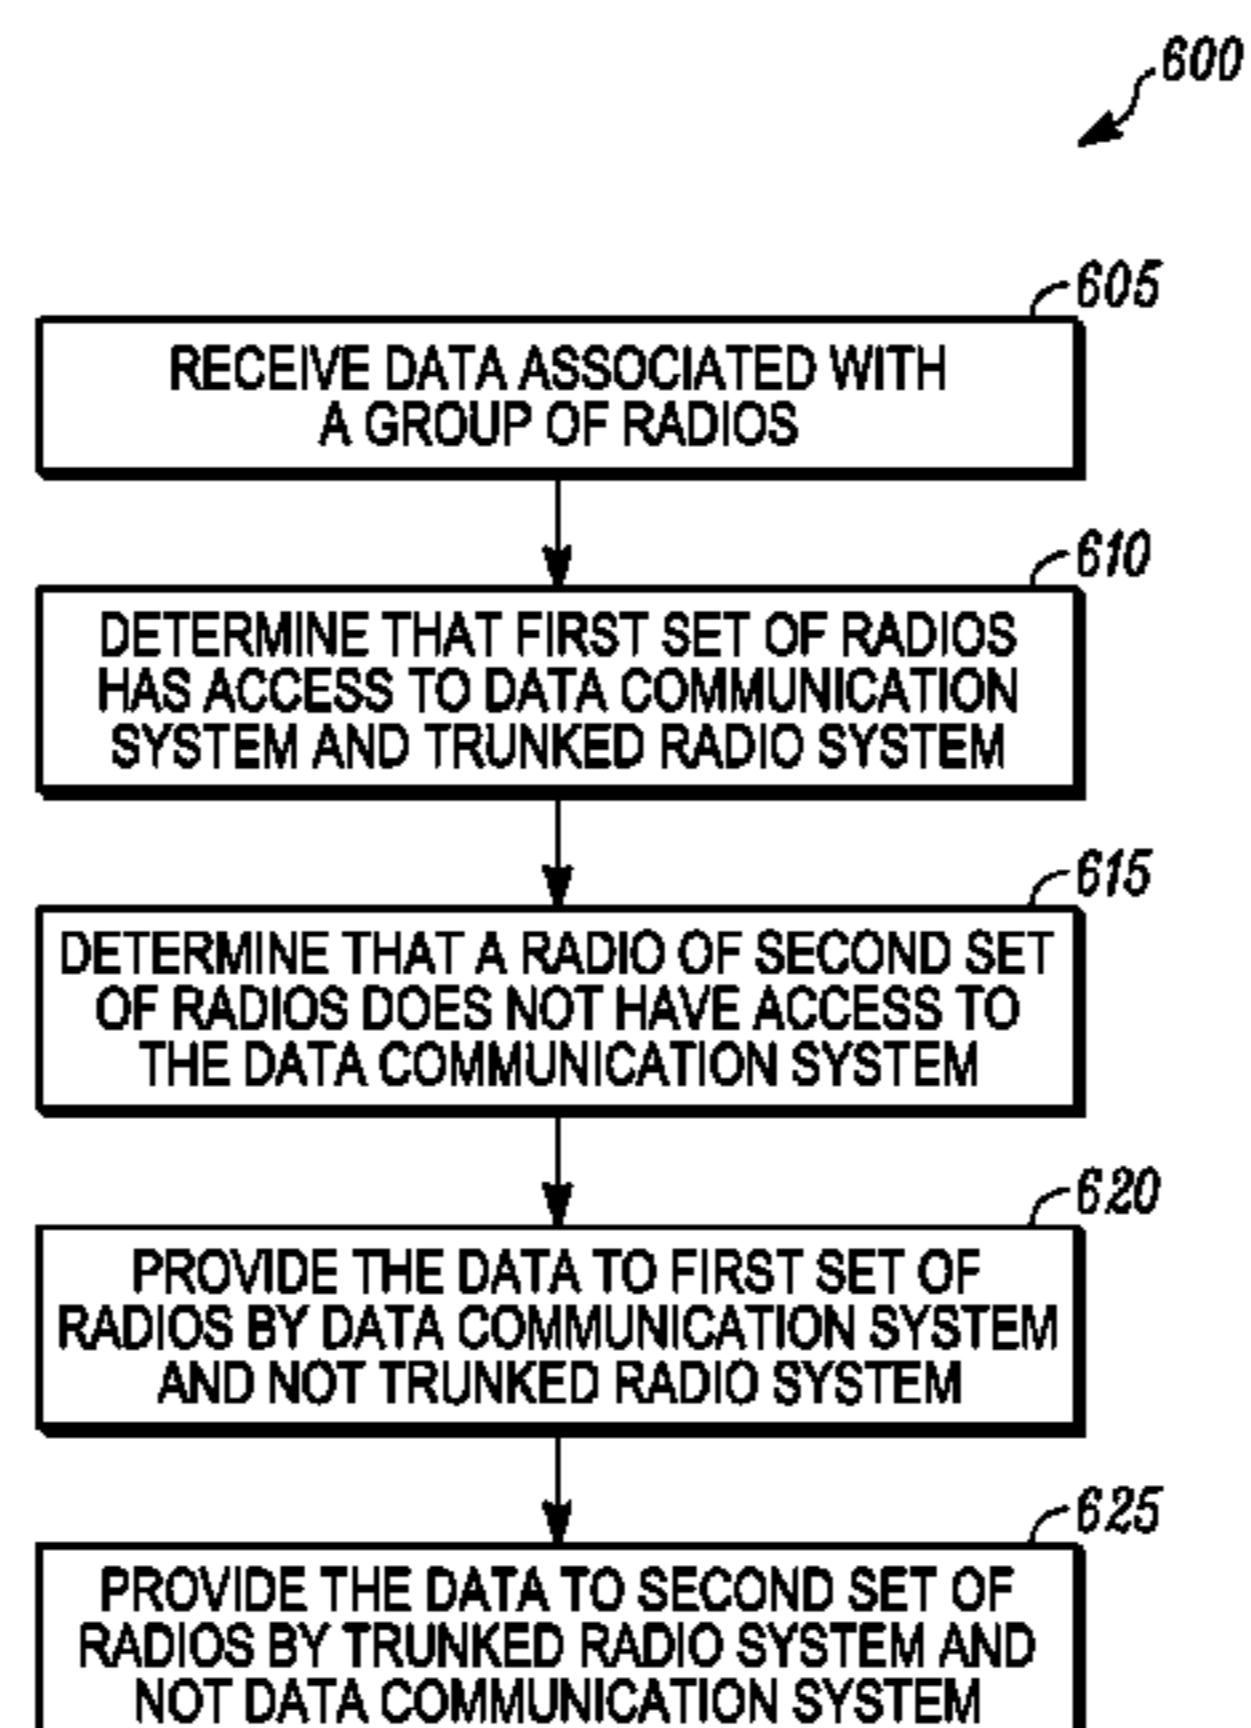 600
605
RECEIVE DATA ASSOCIATED WITH
A GROUP OF RADIOS
610
DETERMINE THAT FIRST SET OF RADIOS
HAS ACCESS TO DATA COMMUNICATION
SYSTEM AND TRUNKED RADIO SYSTEM
615
DETERMINE THAT A RADIO OF SECOND SET
OF RADIOS DOES NOT HAVE ACCESS TO
THE DATA COMMUNICATION SYSTEM
620
PROVIDE THE DATA TO FIRST SET OF
RADIOS BY DATA COMMUNICATION SYSTEM
AND NOT TRUNKED RADIO SYSTEM
625
PROVIDE THE DATA TO SECOND SET OF
RADIOS BY TRUNKED RADIO SYSTEM AND
NOT DATA COMMUNICATION SYSTEM